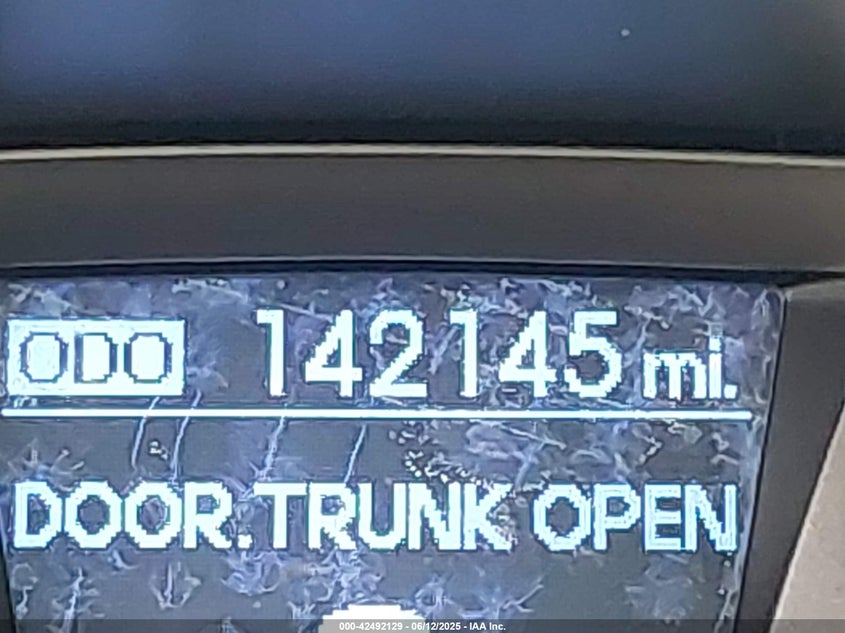 ODO 142145 mi.
DOOR.TRUNK OPEN
000-42492129 - 06/12/2025 - IAA Inc.